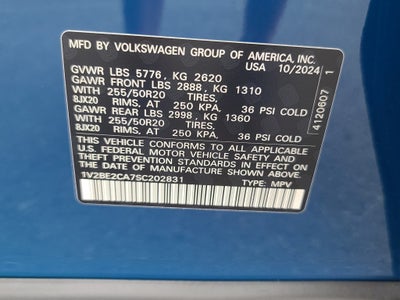 MFD. BY VOLKSWAGEN GROUP OF AMERICA, INC.
USA 10/2024
GVWR LBS 5776, KG 2620
GAWR FRONT LBS 2888, KG 1310
WITH 255/50R20 TIRES,
8JX20 RIMS, AT 250 KPA, 36 PSI COLD
GAWR REAR LBS 2998, KG 1360
WITH 255/50R20 TIRES,
8JX20 RIMS, AT 250 KPA, 36 PSI COLD
THIS VEHICLE CONFORMS TO ALL APPLICABLE
U.S. FEDERAL MOTOR VEHICLE SAFETY AND
THEFT PREVENTION STANDARDS IN EFFECT ON THE
DATE OF MANUFACTURE SHOWN ABOVE.
1V2BE2CA7SC202831 TYPE: MPV
4120607 1